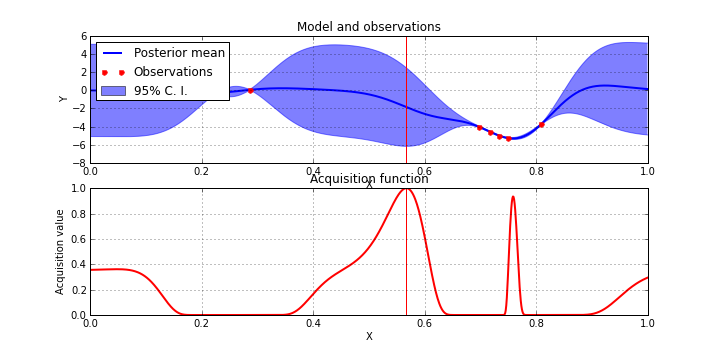 Model and observations
6
4
2
0
−2
−4
−6
−8
Y
Posterior mean
Observations
95% C. I.
0.0 0.2 0.4 0.6 0.8 1.0
X
Acquisition function
1.0
0.8
0.6
0.4
0.2
0.0
Acquisition value
0.0 0.2 0.4 0.6 0.8 1.0
X